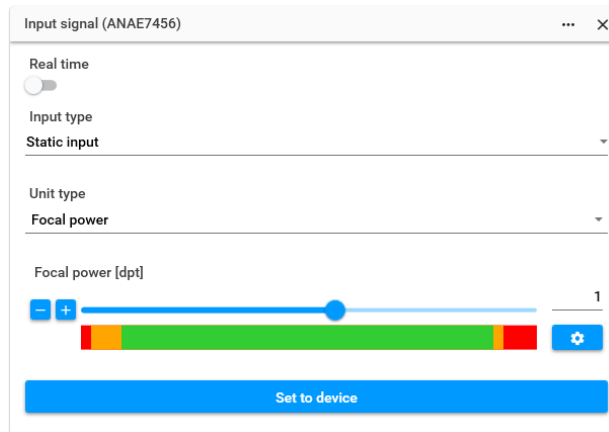 Input signal (ANAE7456)
Real time
Input type
Static input
Unit type
Focal power
Focal power [dpt]
1
Set to device